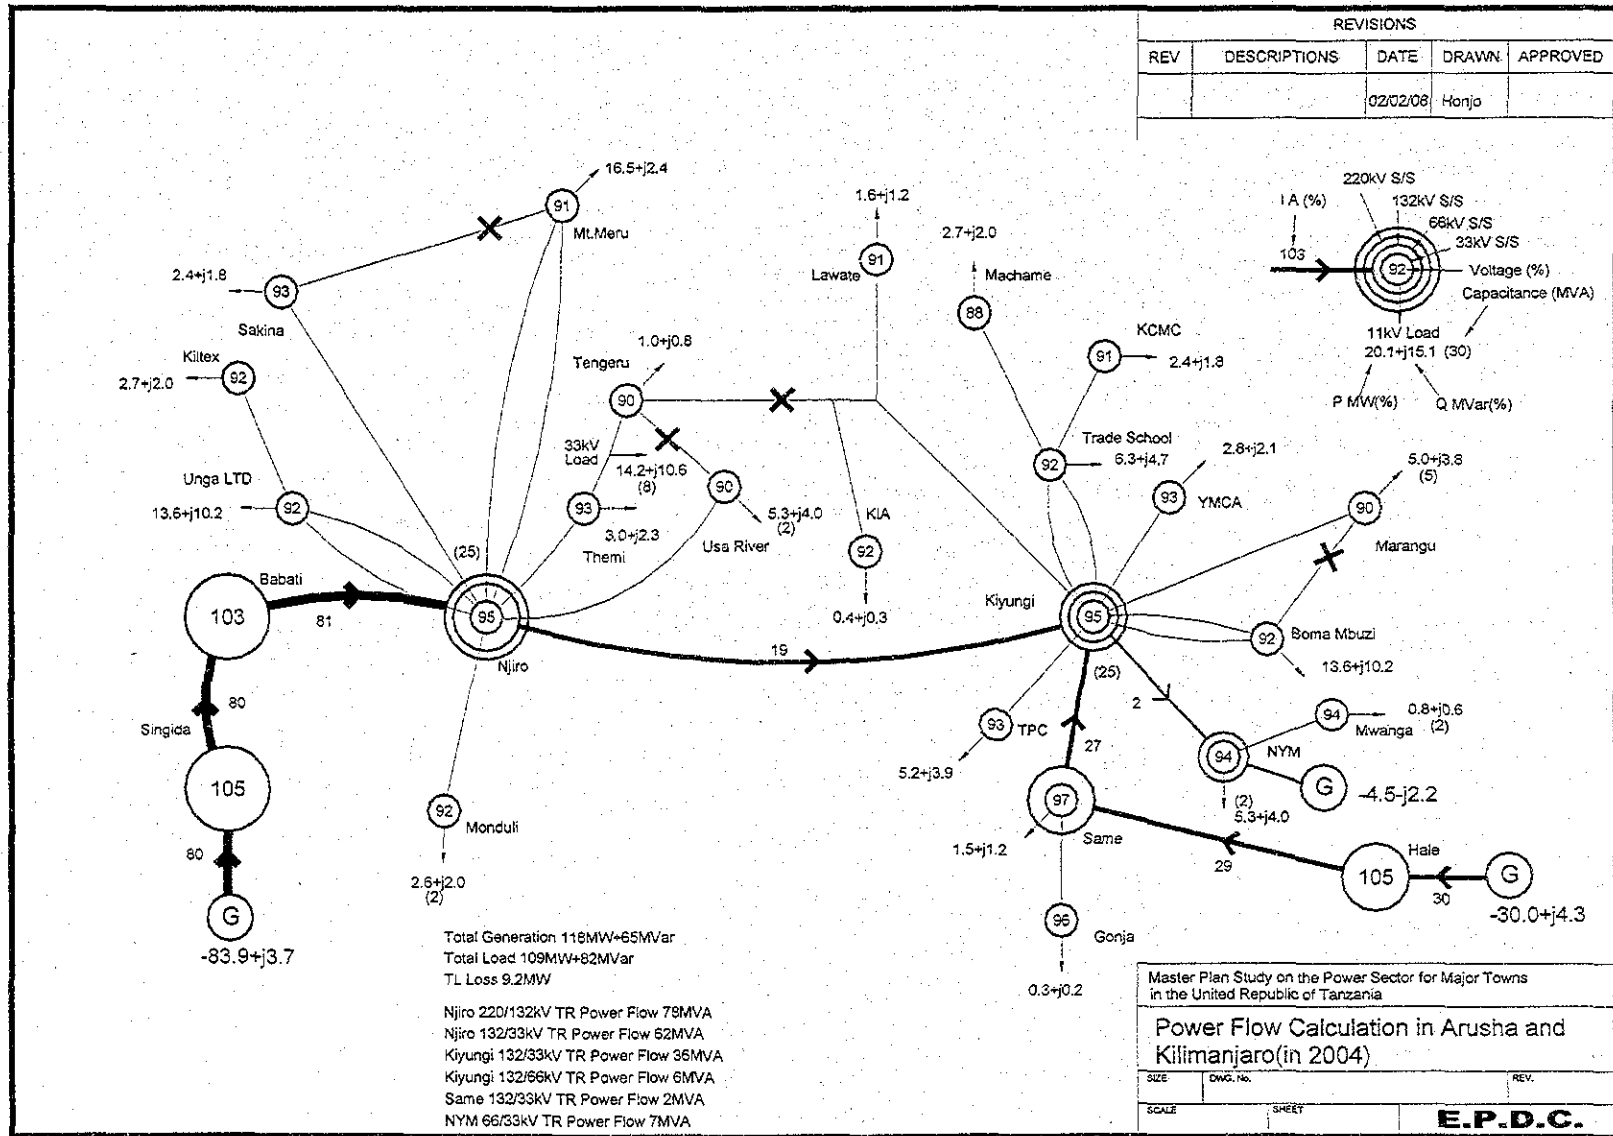 REVISIONS
REV DESCRIPTIONS DATE DRAWN APPROVED
02/02/08 Honjo
220kV S/S
I A (%)
132kV S/S
66kV S/S
33kV S/S
103
92
Voltage (%)
Capacitance (MVA)
11kV Load
20.1+j15.1 (30)
P MW(%)
Q MVar(%)
16.5+j2.4
91
Mt.Meru
2.4+j1.8
93
Sakina
Kiltex
2.7+j2.0
92
Unga LTD
13.6+j10.2
92
1.0+j0.8
Tengeru
90
33kV
Load
14.2+j10.6
(8)
93
3.0+j2.3
Themi
90
5.3+j4.0
(2)
Usa River
1.6+j1.2
Lawate
91
KIA
92
0.4+j0.3
2.7+j2.0
Machame
88
KCMC
91
2.4+j1.8
Trade School
92
6.3+j4.7
2.8+j2.1
93
YMCA
5.0+j3.8
(5)
90
Marangu
Babati
103
81
(25)
95
Njiro
19
Kiyungi
95
(25)
92
Boma Mbuzi
13.6+j10.2
80
Singida
105
80
G
-83.9+j3.7
92
Monduli
2.6+j2.0
(2)
93
TPC
5.2+j3.9
27
2
94
NYM
(2)
5.3+j4.0
94
0.8+j0.6
(2)
Mwanga
G
-4.5-j2.2
97
Same
1.5+j1.2
29
Hale
105
30
G
-30.0+j4.3
96
Gonja
0.3+j0.2
Total Generation 118MW+65MVar
Total Load 109MW+82MVar
TL Loss 9.2MW
Njiro 220/132kV TR Power Flow 78MVA
Njiro 132/33kV TR Power Flow 62MVA
Kiyungi 132/33kV TR Power Flow 36MVA
Kiyungi 132/66kV TR Power Flow 6MVA
Same 132/33kV TR Power Flow 2MVA
NYM 66/33kV TR Power Flow 7MVA
Master Plan Study on the Power Sector for Major Towns
in the United Republic of Tanzania
Power Flow Calculation in Arusha and
Kilimanjaro(in 2004)
SIZE DWG. No. REV.
SCALE SHEET E.P.D.C.